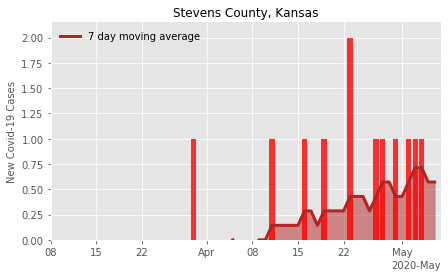 Stevens County, Kansas
7 day moving average
New Covid-19 Cases
2.00
1.75
1.50
1.25
1.00
0.75
0.50
0.25
0.00
08 15 22 Apr 08 15 22 May
2020-May